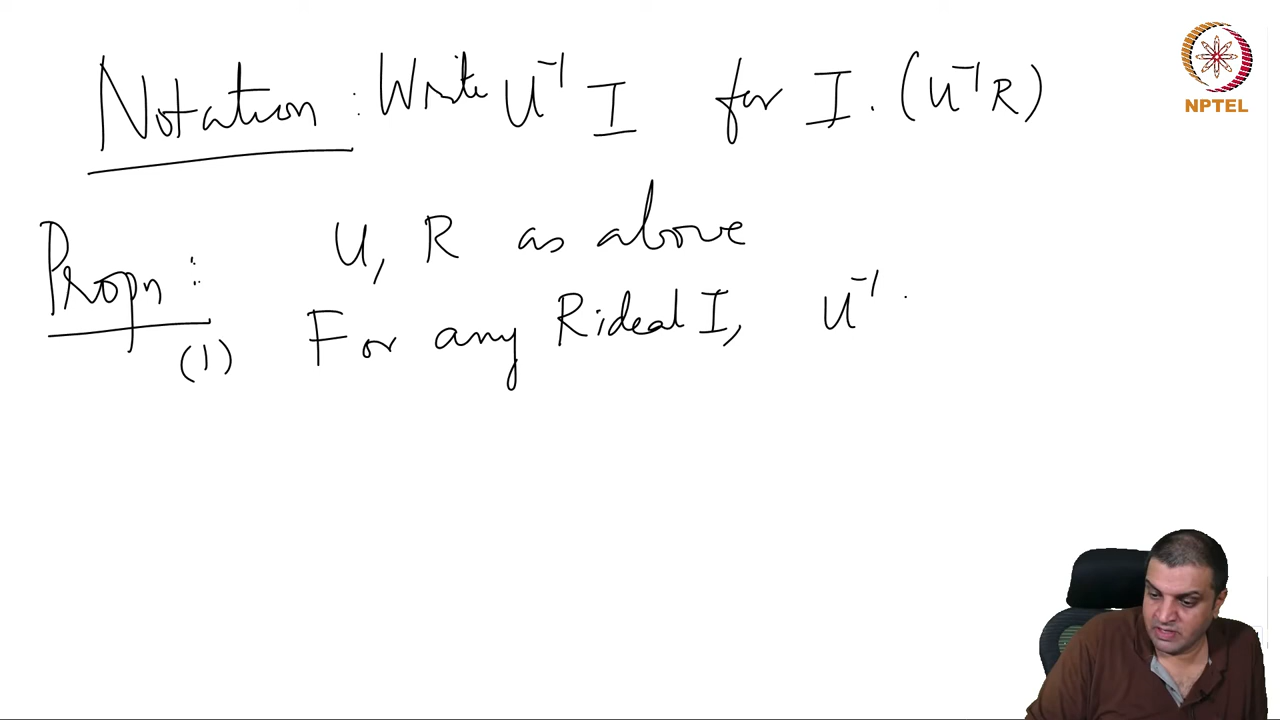 Notation : Write U⁻¹ I for I. (U⁻¹R)
NPTEL
Propn : U, R as above
(1) For any R ideal I, U⁻¹